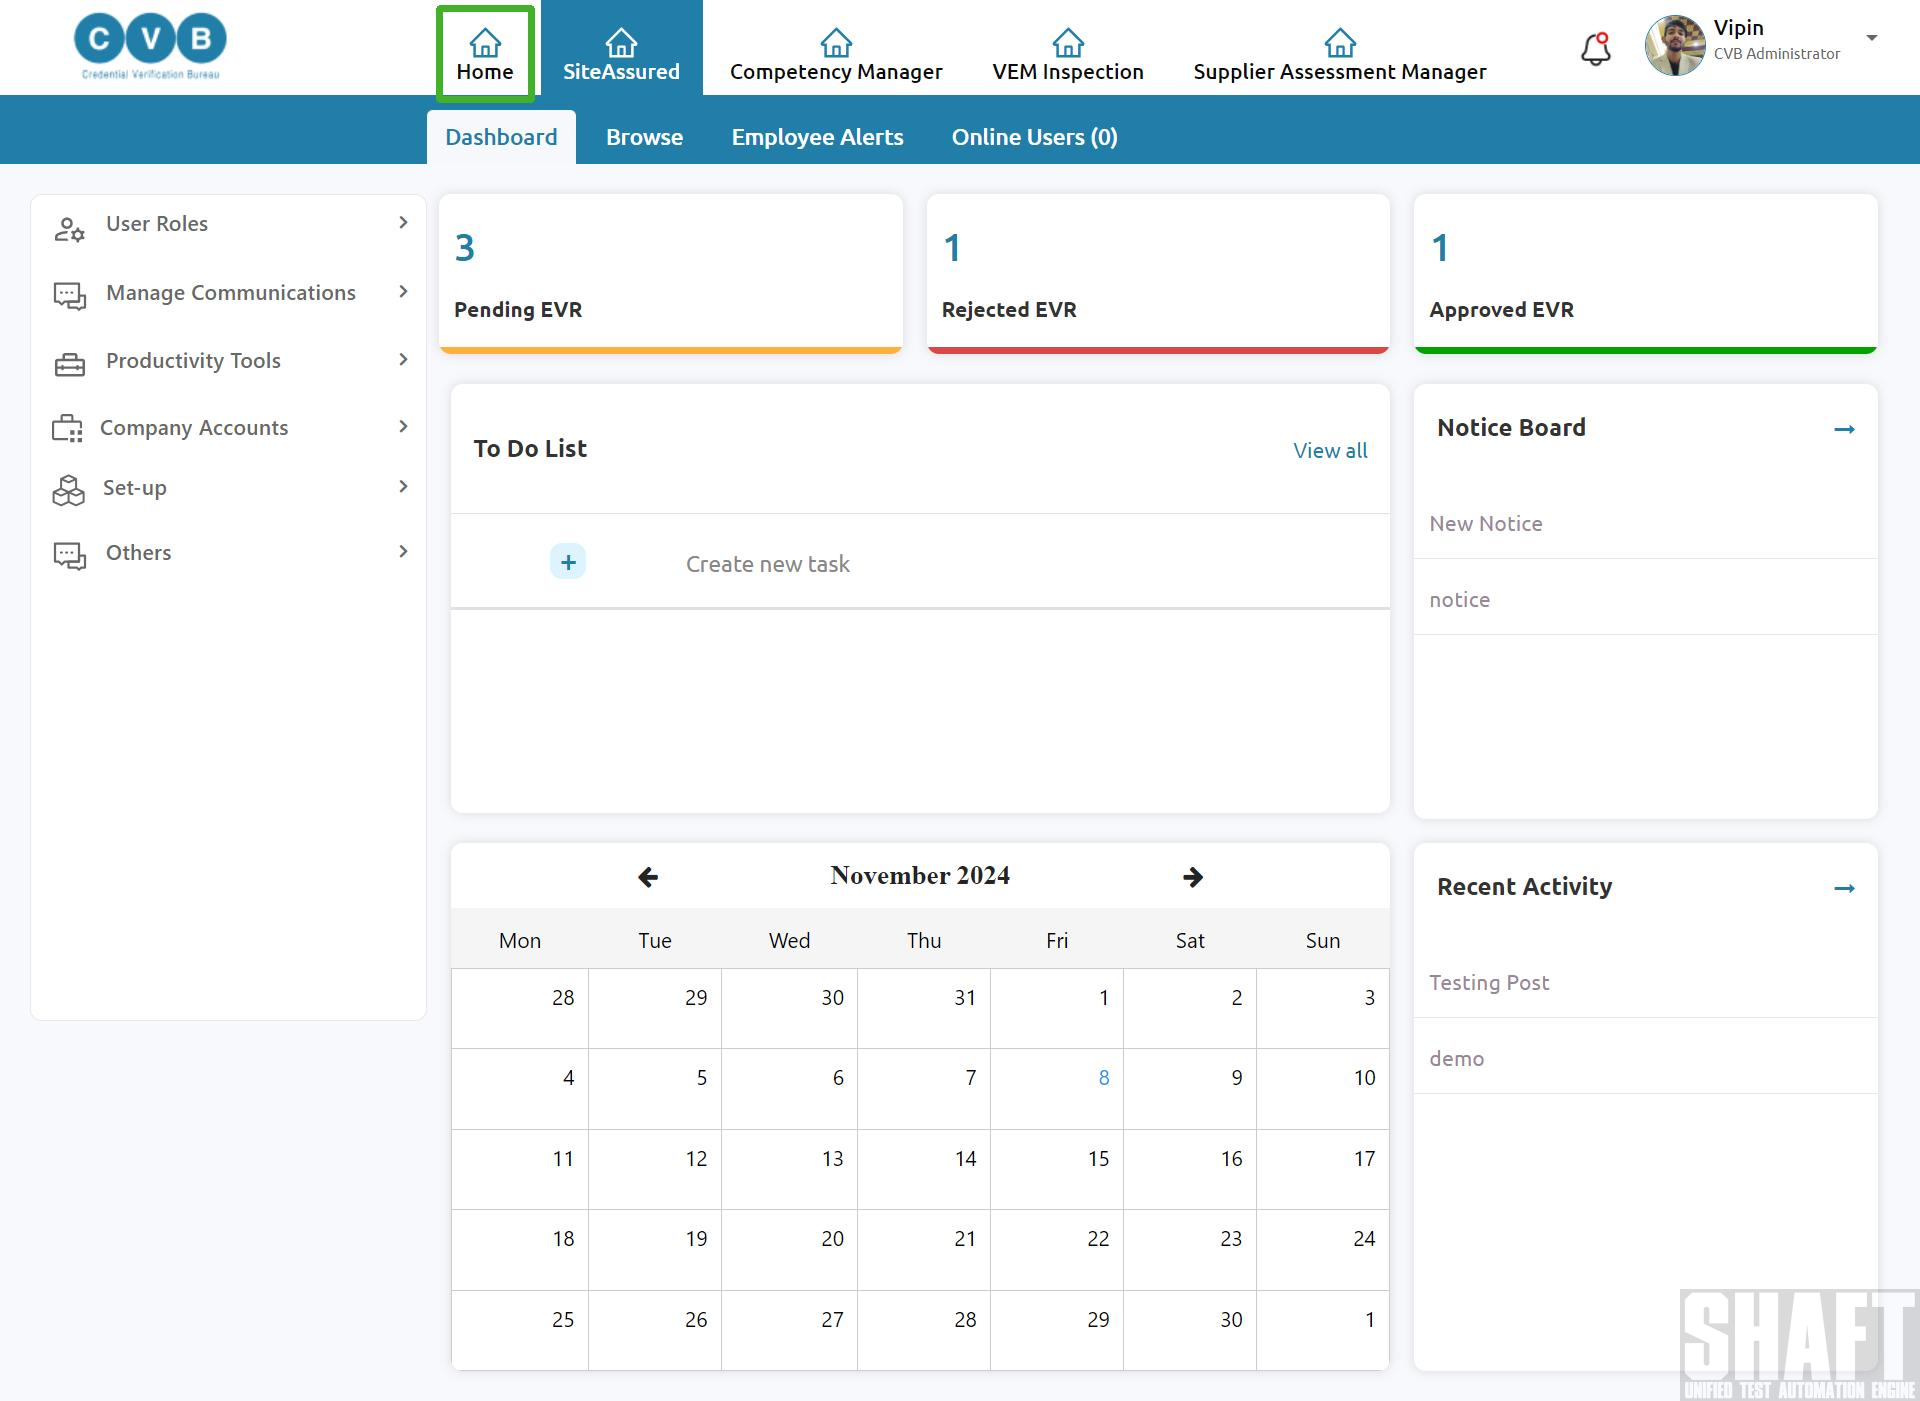 C V B
Credential Verification Bureau
Home
SiteAssured
Competency Manager
VEM Inspection
Supplier Assessment Manager
Vipin
CVB Administrator
Dashboard
Browse
Employee Alerts
Online Users (0)
User Roles
Manage Communications
Productivity Tools
Company Accounts
Set-up
Others
3
Pending EVR
1
Rejected EVR
1
Approved EVR
To Do List
View all
+
Create new task
Notice Board
New Notice
notice
November 2024
Mon Tue Wed Thu Fri Sat Sun
28 29 30 31 1 2 3
4 5 6 7 8 9 10
11 12 13 14 15 16 17
18 19 20 21 22 23 24
25 26 27 28 29 30 1
Recent Activity
Testing Post
demo
SHAFT
UNIFIED TEST AUTOMATION ENGINE